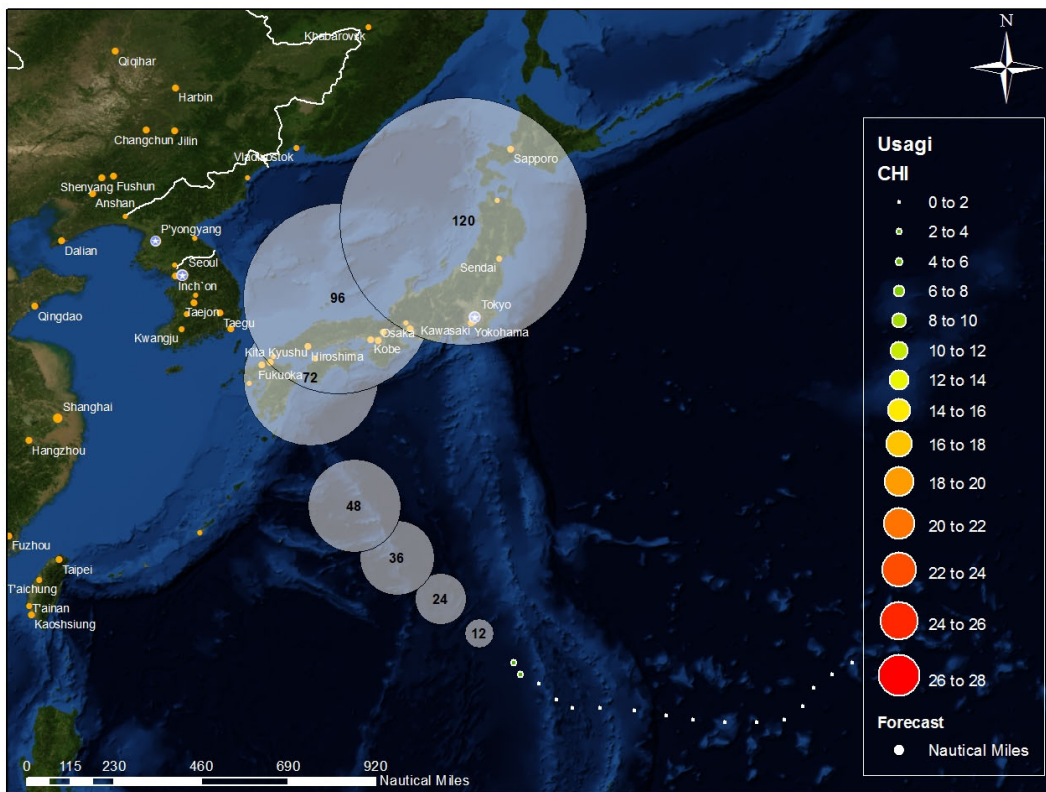 N
Khabarovsk
Qiqihar
Harbin
Changchun
Jilin
Vladivostok
Sapporo
Shenyang
Fushun
Anshan
P'yongyang
Dalian
Seoul
Inch`on
Sendai
Qingdao
Taejon
Taegu
Kwangju
Tokyo
Kawasaki
Yokohama
Osaka
Kobe
Kita Kyushu
Hiroshima
Fukuoka
Shanghai
Hangzhou
Fuzhou
Taipei
T'aichung
T'ainan
Kaoshsiung
120
96
72
48
36
24
12
Usagi
CHI
0 to 2
2 to 4
4 to 6
6 to 8
8 to 10
10 to 12
12 to 14
14 to 16
16 to 18
18 to 20
20 to 22
22 to 24
24 to 26
26 to 28
Forecast
Nautical Miles
0 115 230 460 690 920
Nautical Miles